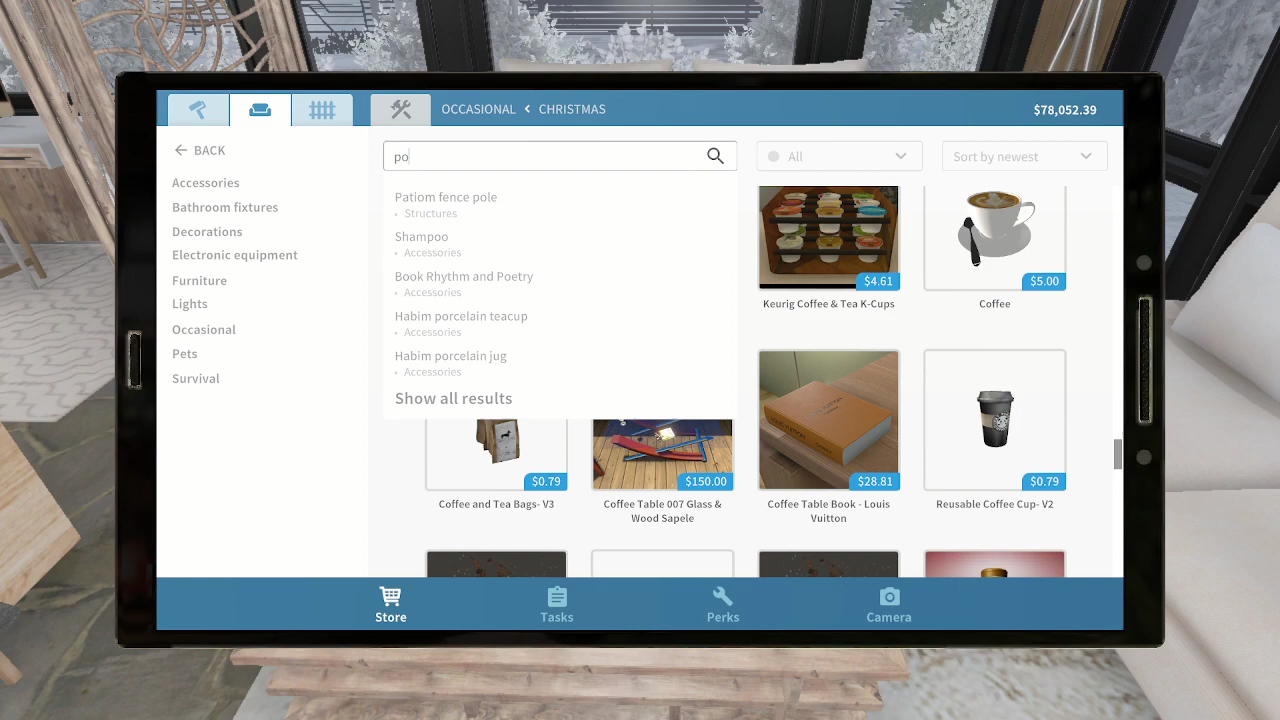 OCCASIONAL < CHRISTMAS
$78,052.39
BACK
Accessories
Bathroom fixtures
Decorations
Electronic equipment
Furniture
Lights
Occasional
Pets
Survival
po
All
Sort by newest
Patiom fence pole
• Structures
Shampoo
• Accessories
Book Rhythm and Poetry
• Accessories
Habim porcelain teacup
• Accessories
Habim porcelain jug
• Accessories
Show all results
$4.61
Keurig Coffee & Tea K-Cups
$5.00
Coffee
$0.79
Coffee and Tea Bags- V3
$150.00
Coffee Table 007 Glass &
Wood Sapele
$28.81
Coffee Table Book - Louis
Vuitton
$0.79
Reusable Coffee Cup- V2
Store
Tasks
Perks
Camera